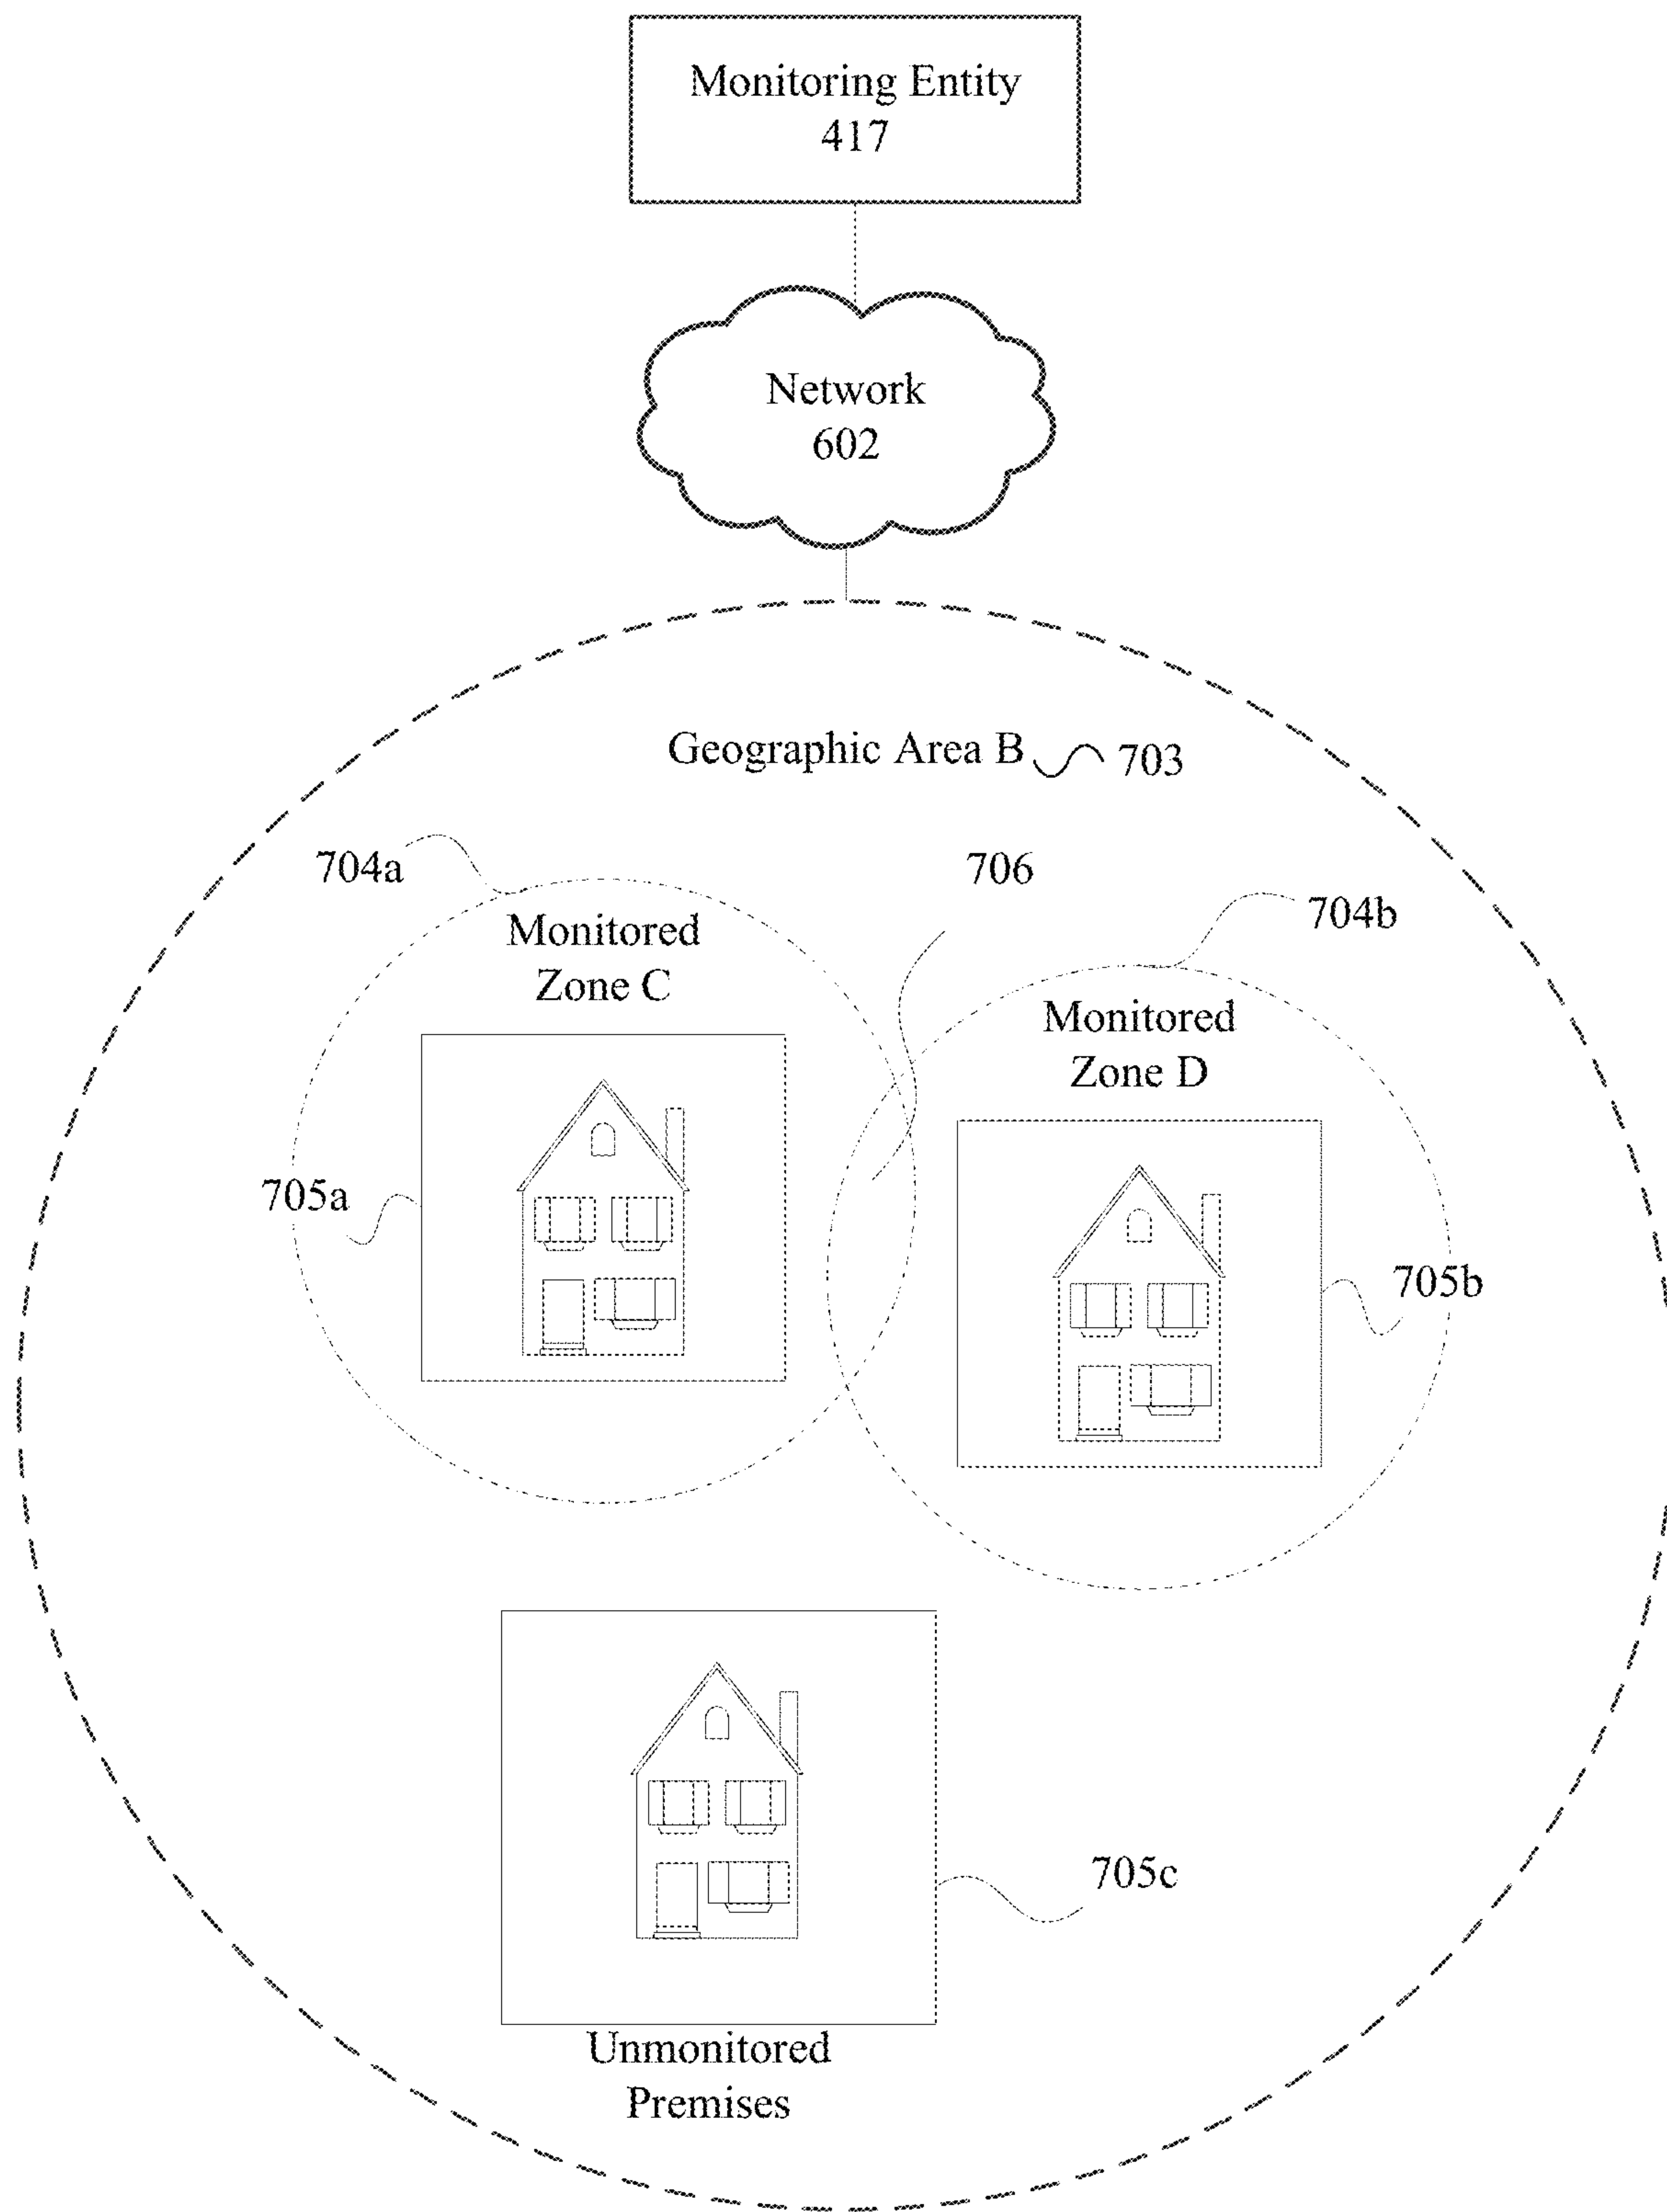 Monitoring Entity
417
Network
602
Geographic Area B 703
704a
706
704b
Monitored
Zone C
Monitored
Zone D
705a
705b
705c
Unmonitored
Premises